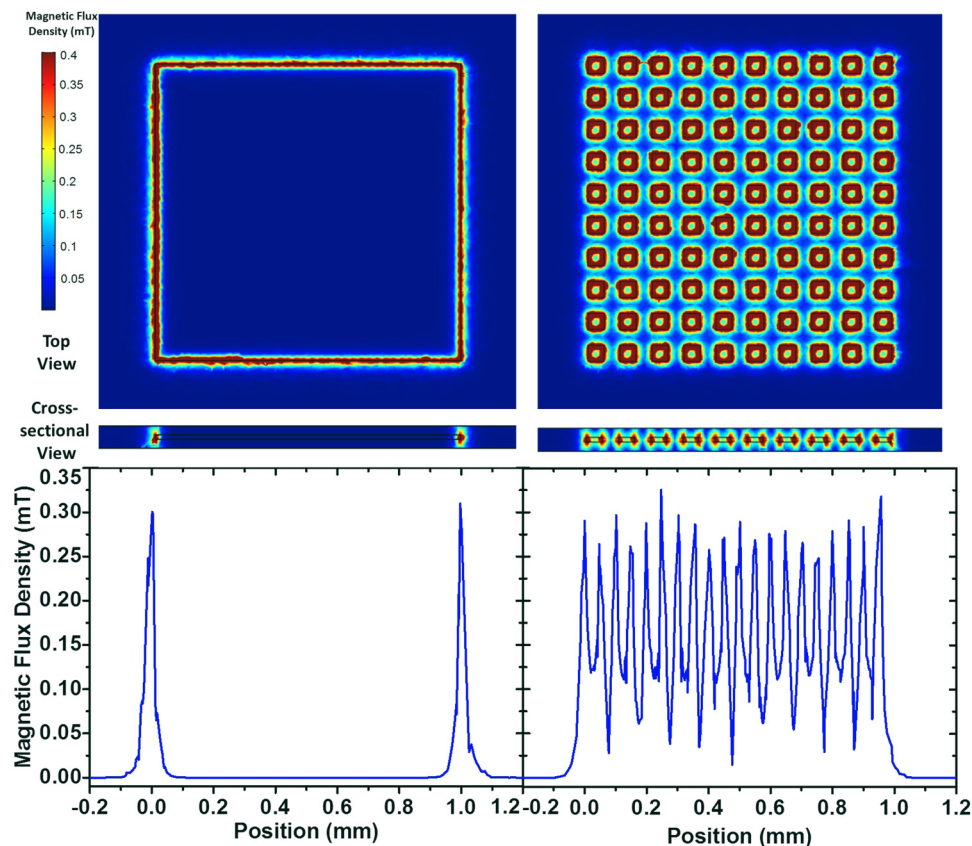 Magnetic Flux
Density (mT)
0.4
0.35
0.3
0.25
0.2
0.15
0.1
0.05
Top
View
Cross-
sectional
View
0.35
0.30
0.25
0.20
0.15
0.10
0.05
0.00
Magnetic Flux Density (mT)
-0.2 0.0 0.2 0.4 0.6 0.8 1.0 1.2
-0.2 0.0 0.2 0.4 0.6 0.8 1.0 1.2
Position (mm)
Position (mm)